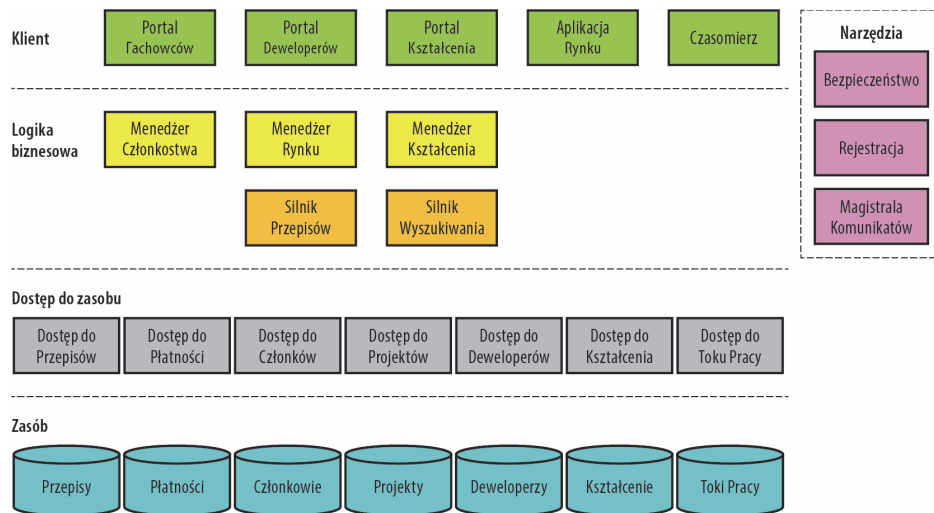 Klient
Portal
Fachowców
Portal
Deweloperów
Portal
Kształcenia
Aplikacja
Rynku
Czasomierz
Narzędzia
Bezpieczeństwo
Rejestracja
Magistrala
Komunikatów
Logika
biznesowa
Menedżer
Członkostwa
Menedżer
Rynku
Menedżer
Kształcenia
Silnik
Przepisów
Silnik
Wyszukiwania
Dostęp do zasobu
Dostęp do
Przepisów
Dostęp do
Płatności
Dostęp do
Członków
Dostęp do
Projektów
Dostęp do
Deweloperów
Dostęp do
Kształcenia
Dostęp do
Toku Pracy
Zasób
Przepisy
Płatności
Członkowie
Projekty
Deweloperzy
Kształcenie
Toki Pracy